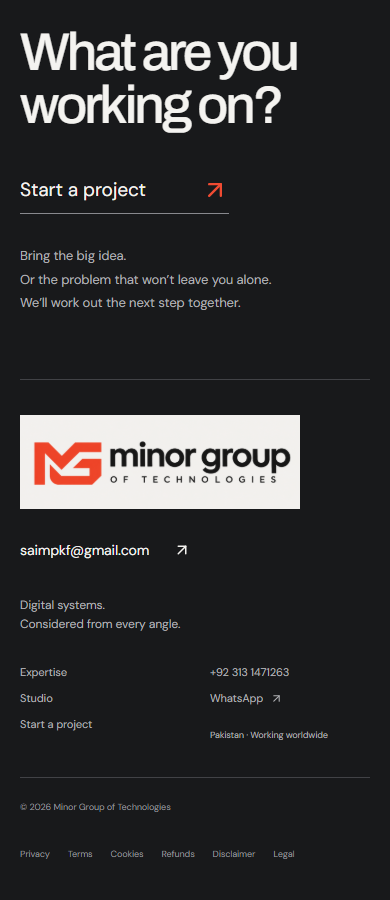 What are you
working on?
Start a project
Bring the big idea.
Or the problem that won’t leave you alone.
We’ll work out the next step together.
minor group
OF TECHNOLOGIES
saimpkf@gmail.com
Digital systems.
Considered from every angle.
Expertise
Studio
Start a project
+92 313 1471263
WhatsApp
Pakistan · Working worldwide
© 2026 Minor Group of Technologies
Privacy Terms Cookies Refunds Disclaimer Legal